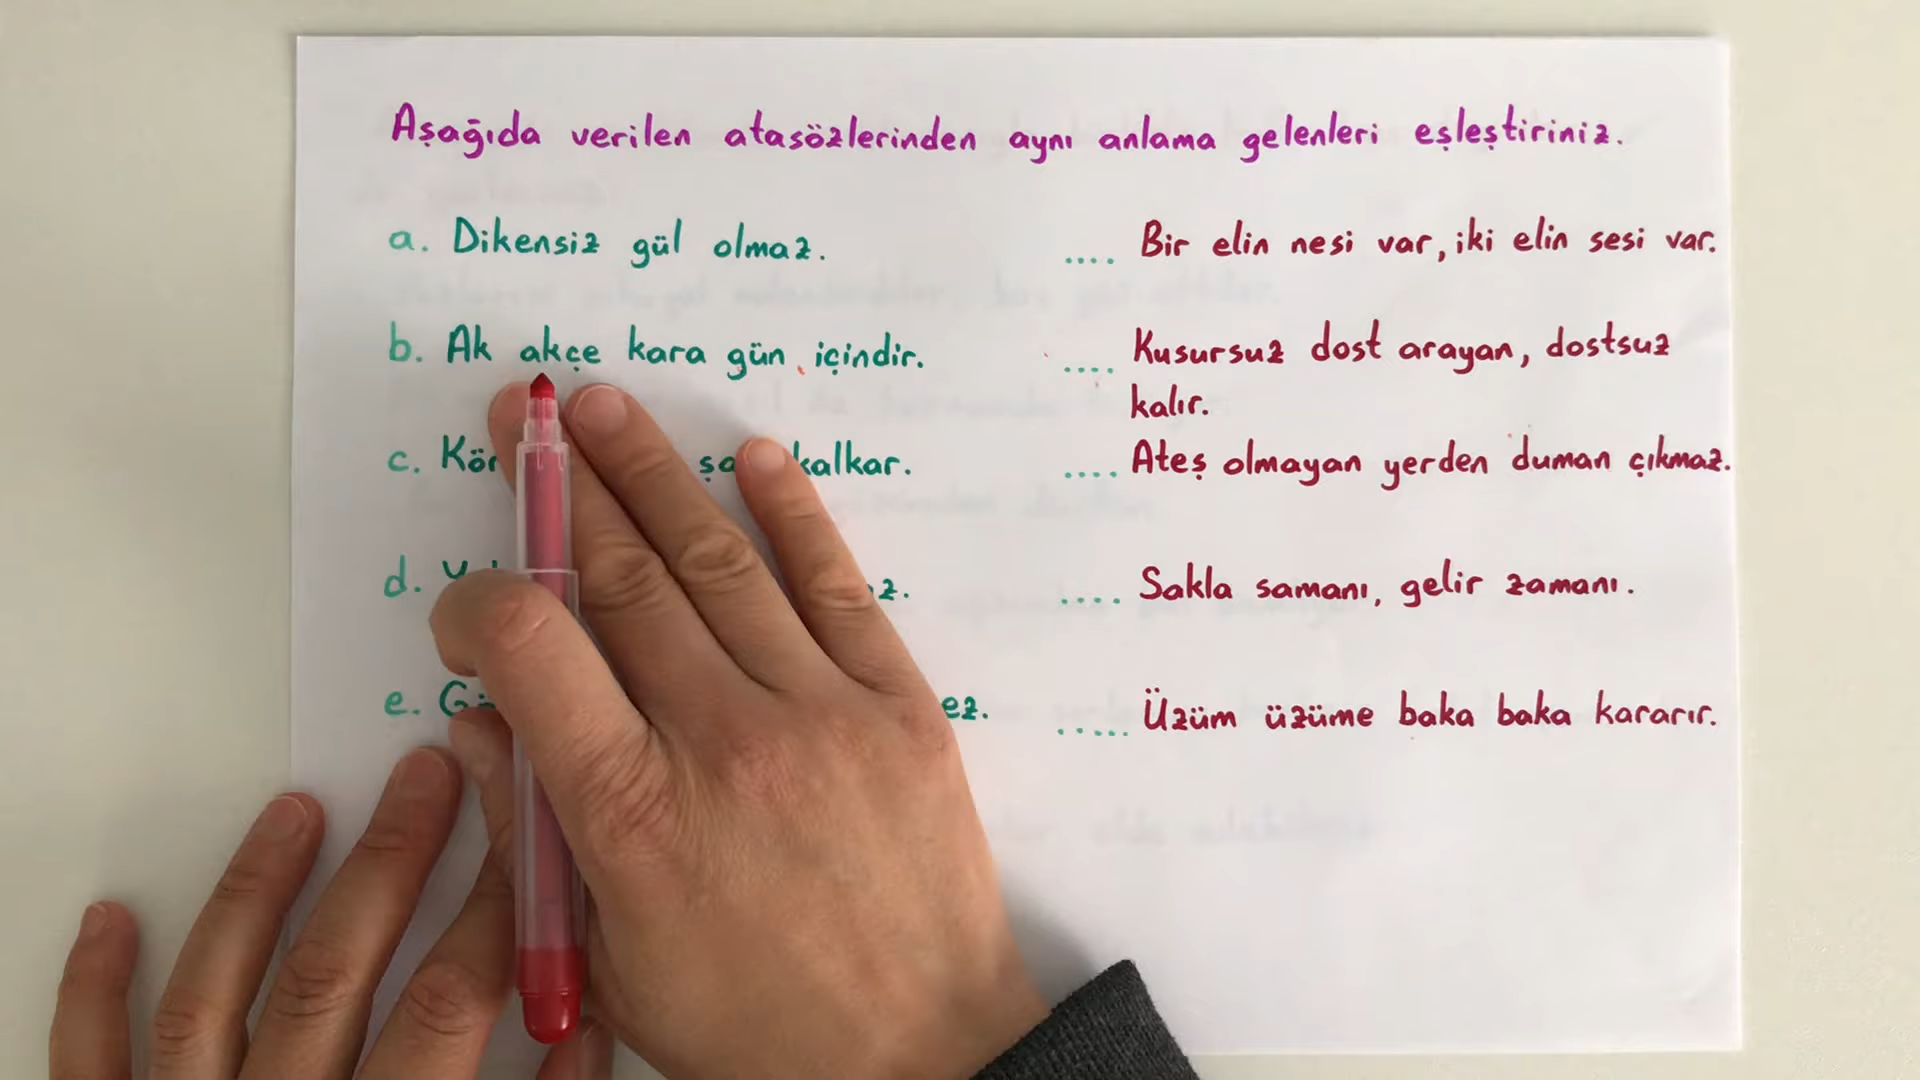 Aşağıda verilen atasözlerinden aynı anlama gelenleri eşleştiriniz.
a. Dikensiz gül olmaz.
.... Bir elin nesi var, iki elin sesi var.
b. Ak akçe kara gün içindir.
.... Kusursuz dost arayan, dostsuz
kalır.
c. kalkar.
.... Ateş olmayan yerden duman çıkmaz.
d.
.... Sakla samanı, gelir zamanı.
e.
..... Üzüm üzüme baka baka kararır.